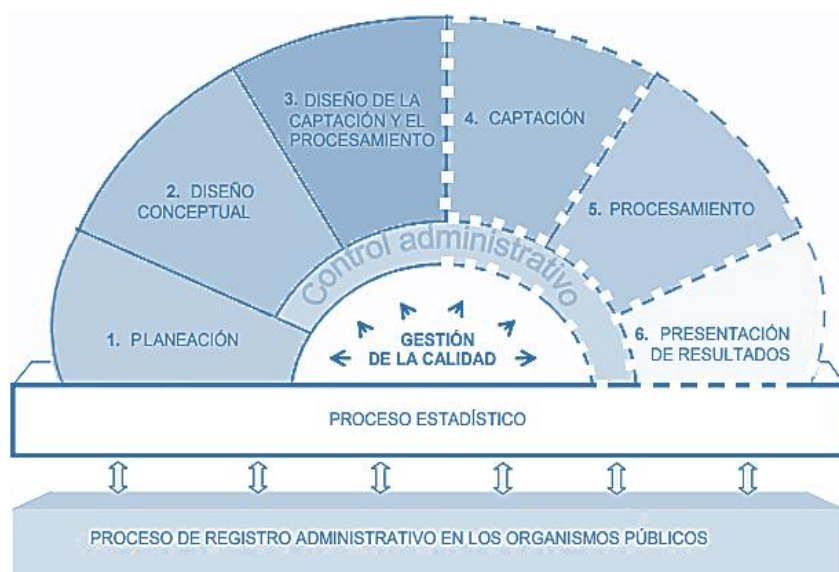 1. PLANEACIÓN
2. DISEÑO
CONCEPTUAL
3. DISEÑO DE LA
CAPTACIÓN Y EL
PROCESAMIENTO
4. CAPTACIÓN
5. PROCESAMIENTO
6. PRESENTACIÓN
DE RESULTADOS
Control administrativo
GESTIÓN
DE LA CALIDAD
PROCESO ESTADÍSTICO
PROCESO DE REGISTRO ADMINISTRATIVO EN LOS ORGANISMOS PÚBLICOS